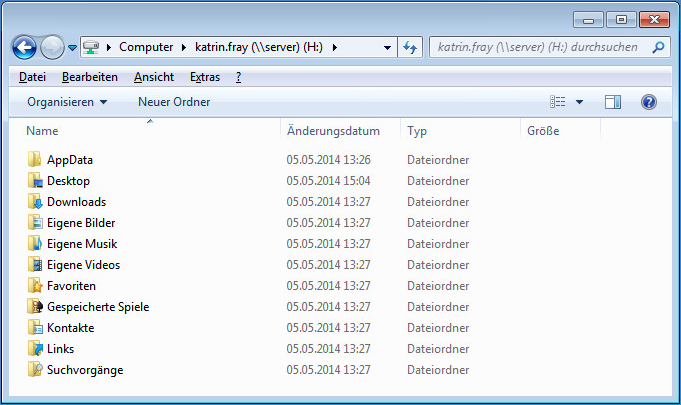 Computer katrin.fray (\\server) (H:) katrin.fray (\\server) (H:) durchsuchen
Datei Bearbeiten Ansicht Extras ?
Organisieren Neuer Ordner ?
Name Änderungsdatum Typ Größe
AppData 05.05.2014 13:26 Dateiordner
Desktop 05.05.2014 15:04 Dateiordner
Downloads 05.05.2014 13:27 Dateiordner
Eigene Bilder 05.05.2014 13:27 Dateiordner
Eigene Musik 05.05.2014 13:27 Dateiordner
Eigene Videos 05.05.2014 13:27 Dateiordner
Favoriten 05.05.2014 13:27 Dateiordner
Gespeicherte Spiele 05.05.2014 13:27 Dateiordner
Kontakte 05.05.2014 13:27 Dateiordner
Links 05.05.2014 13:27 Dateiordner
Suchvorgänge 05.05.2014 13:27 Dateiordner